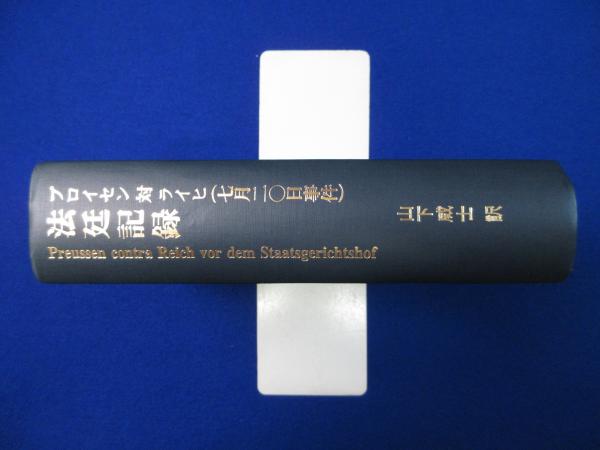 プロイセン対ライヒ(七月二〇日事件)
法廷記録
Preussen contra Reich vor dem Staatsgerichtshof
山下威士 訳